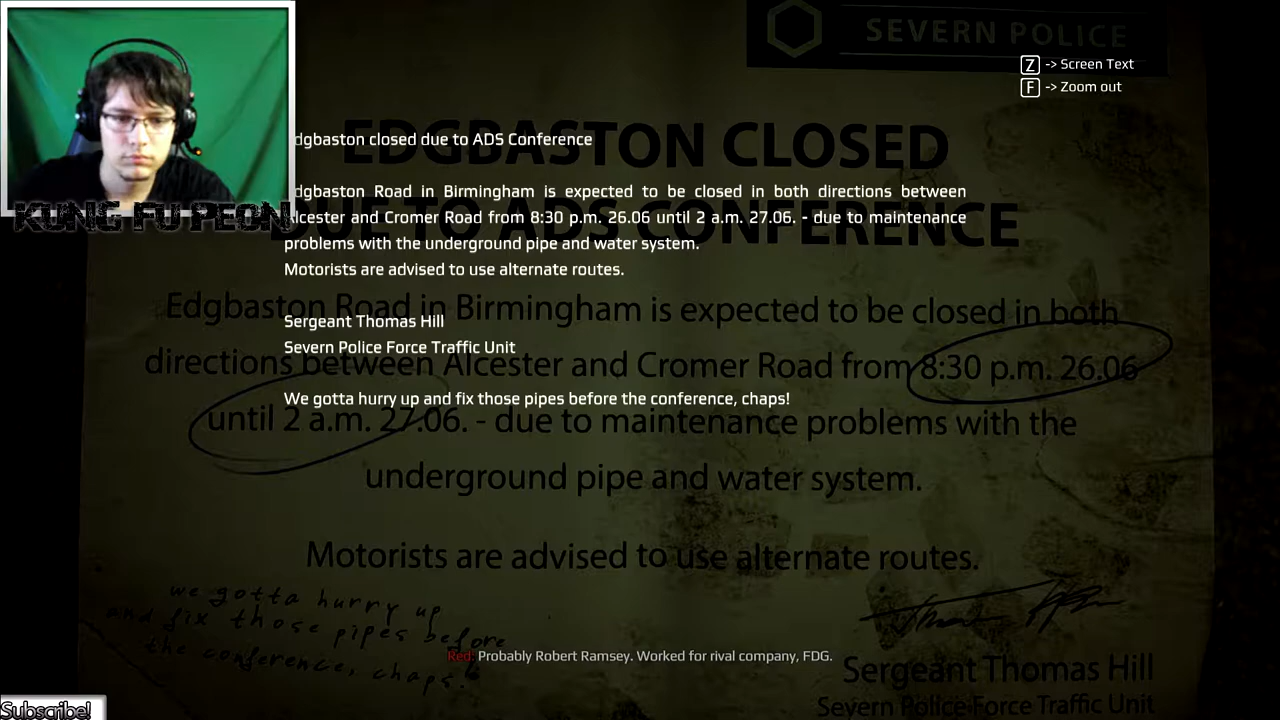 SEVERN POLICE
Z -> Screen Text
F -> Zoom out
EDGBASTON CLOSED
DUE TO ADS CONFERENCE
dgbaston closed due to ADS Conference
dgbaston Road in Birmingham is expected to be closed in both directions between
lcester and Cromer Road from 8:30 p.m. 26.06 until 2 a.m. 27.06. - due to maintenance
problems with the underground pipe and water system.
Motorists are advised to use alternate routes.
Sergeant Thomas Hill
Severn Police Force Traffic Unit
We gotta hurry up and fix those pipes before the conference, chaps!
KUNG FU PEON
Edgbaston Road in Birmingham is expected to be closed in both
directions between Alcester and Cromer Road from 8:30 p.m. 26.06
until 2 a.m. 27.06. - due to maintenance problems with the
underground pipe and water system.
Motorists are advised to use alternate routes.
we gotta hurry up
and fix those pipes before
the conference, chaps!
Red: Probably Robert Ramsey. Worked for rival company, FDG.
Sergeant Thomas Hill
Severn Police Force Traffic Unit
Subscribe!